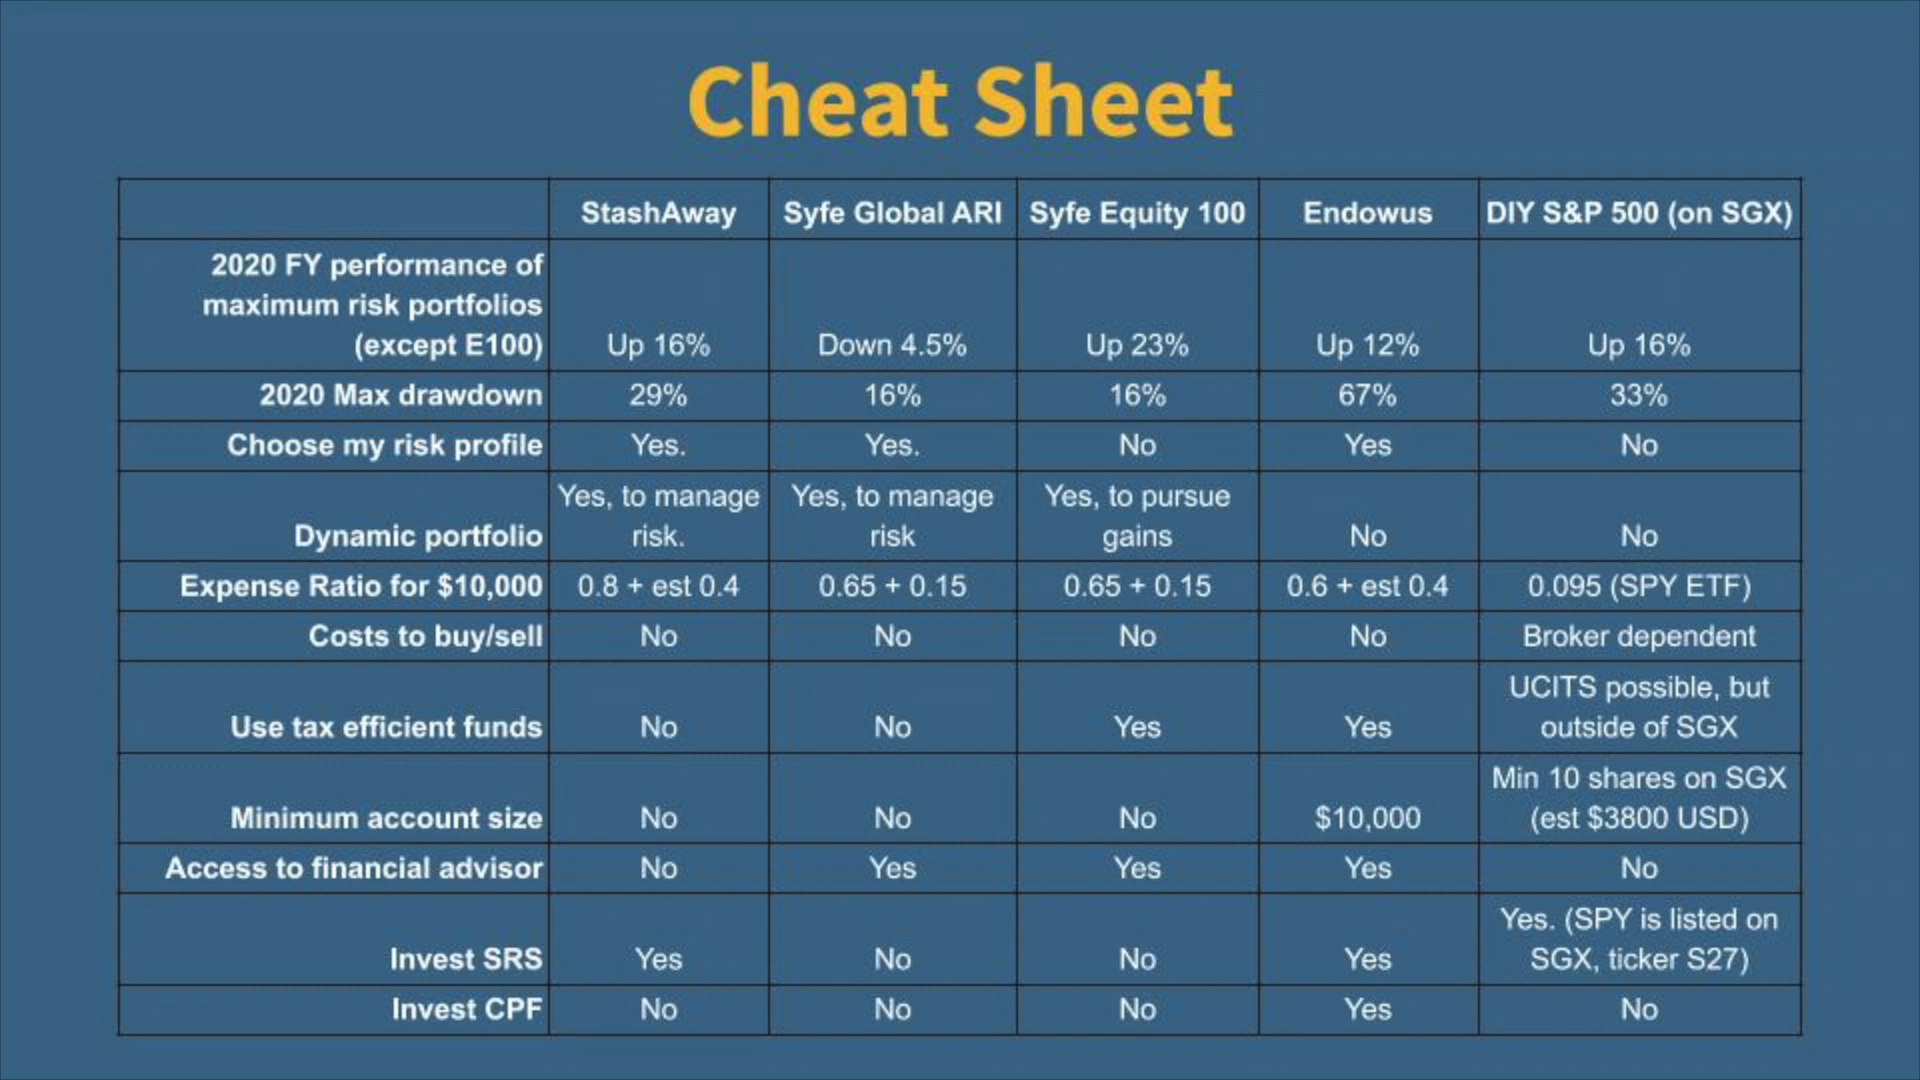 Cheat Sheet
StashAway Syfe Global ARI Syfe Equity 100 Endowus DIY S&P 500 (on SGX)
2020 FY performance of
maximum risk portfolios
(except E100) Up 16% Down 4.5% Up 23% Up 12% Up 16%
2020 Max drawdown 29% 16% 16% 67% 33%
Choose my risk profile Yes. Yes. No Yes No
Yes, to manage Yes, to manage Yes, to pursue
Dynamic portfolio risk. risk gains No No
Expense Ratio for $10,000 0.8 + est 0.4 0.65 + 0.15 0.65 + 0.15 0.6 + est 0.4 0.095 (SPY ETF)
Costs to buy/sell No No No No Broker dependent
UCITS possible, but
Use tax efficient funds No No Yes Yes outside of SGX
Min 10 shares on SGX
Minimum account size No No No $10,000 (est $3800 USD)
Access to financial advisor No Yes Yes Yes No
Yes. (SPY is listed on
Invest SRS Yes No No Yes SGX, ticker S27)
Invest CPF No No No Yes No